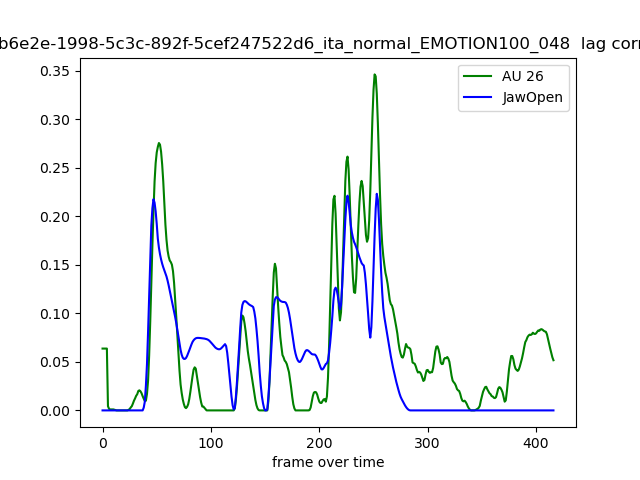 b6e2e-1998-5c3c-892f-5cef247522d6_ita_normal_EMOTION100_048 lag corr
AU 26
JawOpen
0.35
0.30
0.25
0.20
0.15
0.10
0.05
0.00
0 100 200 300 400
frame over time